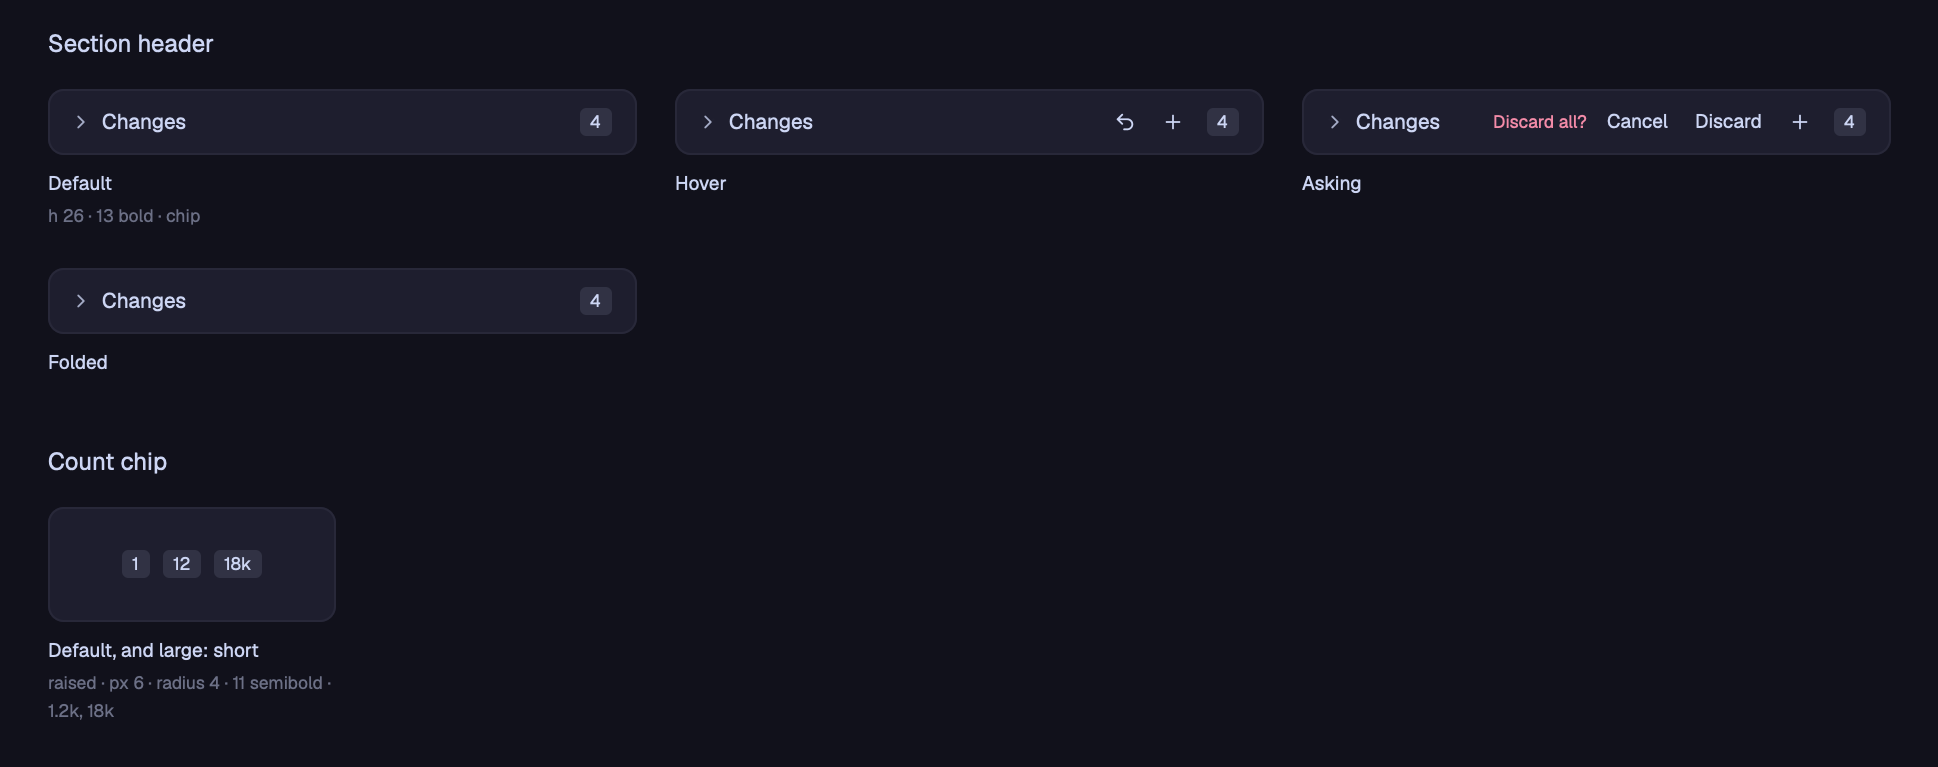 Section header
Changes 4
Changes 4
Changes Discard all? Cancel Discard 4
Default
Hover
Asking
h 26 · 13 bold · chip
Changes 4
Folded
Count chip
1 12 18k
Default, and large: short
raised · px 6 · radius 4 · 11 semibold ·
1.2k, 18k